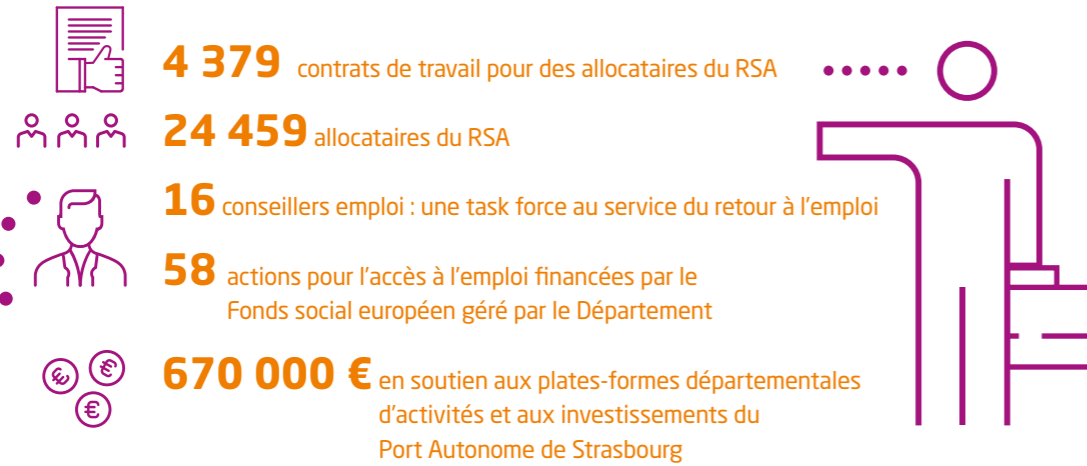 4 379 contrats de travail pour des allocataires du RSA
24 459 allocataires du RSA
16 conseillers emploi : une task force au service du retour à l'emploi
58 actions pour l'accès à l'emploi financées par le
Fonds social européen géré par le Département
670 000 € en soutien aux plates-formes départementales
d'activités et aux investissements du
Port Autonome de Strasbourg